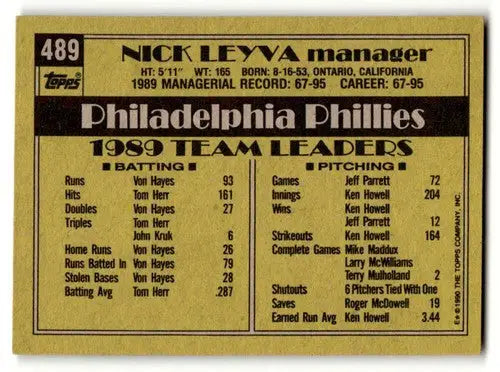 489
topps
NICK LEYVA manager
HT: 5'11" WT: 165 BORN: 8-16-53, ONTARIO, CALIFORNIA
1989 MANAGERIAL RECORD: 67-95 CAREER: 67-95
Philadelphia Phillies
1989 TEAM LEADERS
BATTING
Runs Von Hayes 93
Hits Tom Herr 161
Doubles Von Hayes 27
Triples Tom Herr
John Kruk 6
Home Runs Von Hayes 26
Runs Batted In Von Hayes 79
Stolen Bases Von Hayes 28
Batting Avg Tom Herr .287
PITCHING
Games Jeff Parrett 72
Innings Ken Howell 204
Wins Ken Howell
Jeff Parrett 12
Strikeouts Ken Howell 164
Complete Games Mike Maddux
Larry McWilliams
Terry Mulholland 2
Shutouts 6 Pitchers Tied With One
Saves Roger McDowell 19
Earned Run Avg Ken Howell 3.44
E* © 1990 THE TOPPS COMPANY, INC.